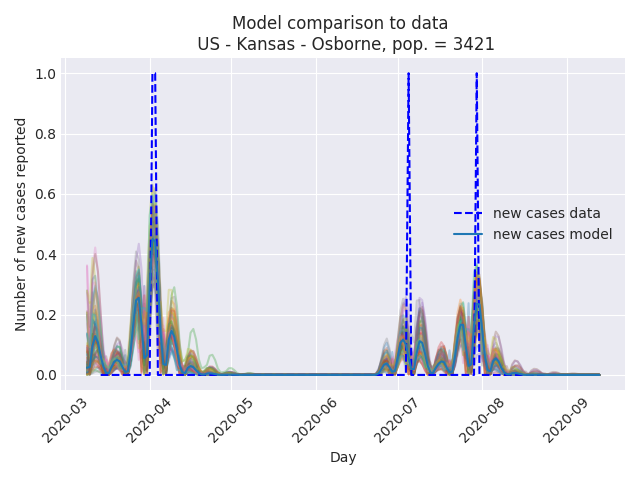 Model comparison to data
US - Kansas - Osborne, pop. = 3421
Number of new cases reported
1.0
0.8
0.6
0.4
0.2
0.0
new cases data
new cases model
2020-03
2020-04
2020-05
2020-06
2020-07
2020-08
2020-09
Day